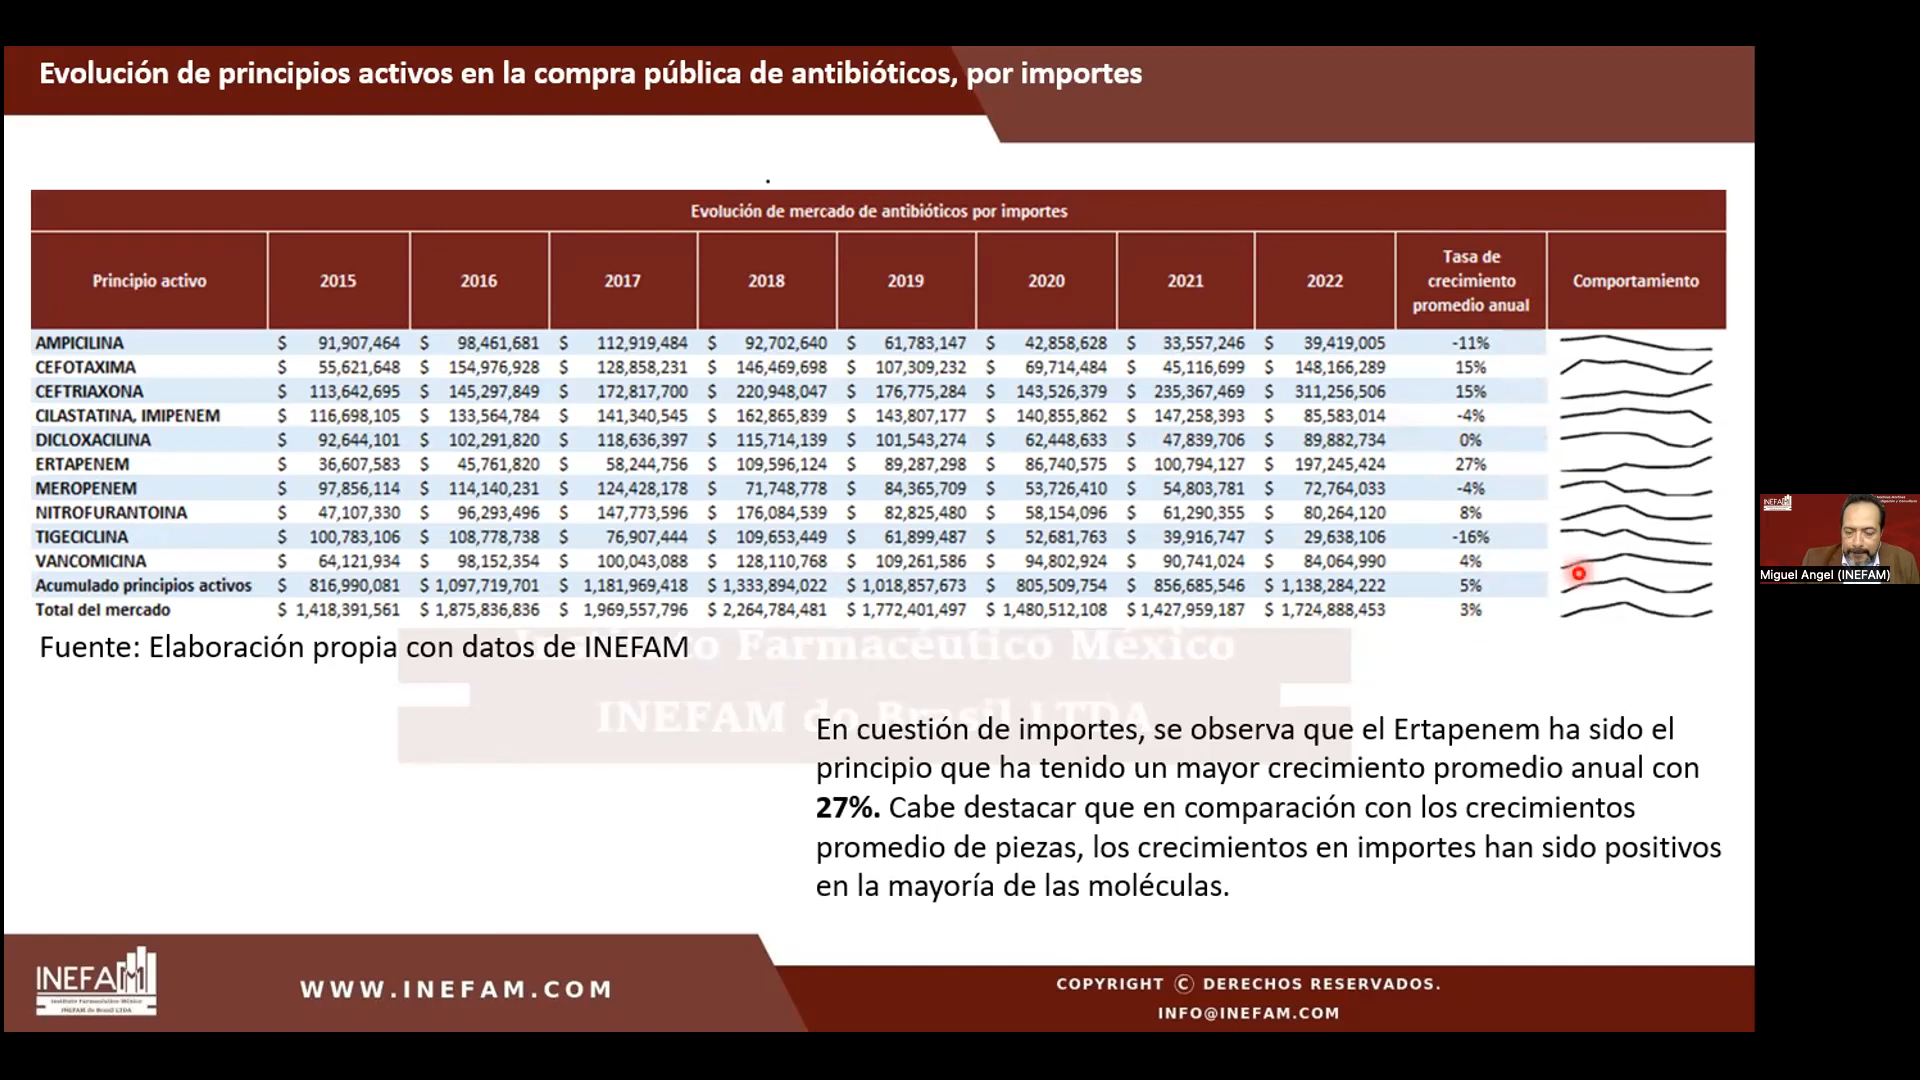 Evolución de principios activos en la compra pública de antibióticos, por importes
Evolución de mercado de antibióticos por importes
Principio activo 2015 2016 2017 2018 2019 2020 2021 2022 Tasa de crecimiento promedio anual Comportamiento
AMPICILINA $ 91,907,464 $ 98,461,681 $ 112,919,484 $ 92,702,640 $ 61,783,147 $ 42,858,628 $ 33,557,246 $ 39,419,005 -11%
CEFOTAXIMA $ 55,621,648 $ 154,976,928 $ 128,858,231 $ 146,469,698 $ 107,309,232 $ 69,714,484 $ 45,116,699 $ 148,166,289 15%
CEFTRIAXONA $ 113,642,695 $ 145,297,849 $ 172,817,700 $ 220,948,047 $ 176,775,284 $ 143,526,379 $ 235,367,469 $ 311,256,506 15%
CILASTATINA, IMIPENEM $ 116,698,105 $ 133,564,784 $ 141,340,545 $ 162,865,839 $ 143,807,177 $ 140,855,862 $ 147,258,393 $ 85,583,014 -4%
DICLOXACILINA $ 92,644,101 $ 102,291,820 $ 118,636,397 $ 115,714,139 $ 101,543,274 $ 62,448,633 $ 47,839,706 $ 89,882,734 0%
ERTAPENEM $ 36,607,583 $ 45,761,820 $ 58,244,756 $ 109,596,124 $ 89,287,298 $ 86,740,575 $ 100,794,127 $ 197,245,424 27%
MEROPENEM $ 97,856,114 $ 114,140,231 $ 124,428,178 $ 71,748,778 $ 84,365,709 $ 53,726,410 $ 54,803,781 $ 72,764,033 -4%
NITROFURANTOINA $ 47,107,330 $ 96,293,496 $ 147,773,596 $ 176,084,539 $ 82,825,480 $ 58,154,096 $ 61,290,355 $ 80,264,120 8%
TIGECICLINA $ 100,783,106 $ 108,778,738 $ 76,907,444 $ 109,653,449 $ 61,899,487 $ 52,681,763 $ 39,916,747 $ 29,638,106 -16%
VANCOMICINA $ 64,121,934 $ 98,152,354 $ 100,043,088 $ 128,110,768 $ 109,261,586 $ 94,802,924 $ 90,741,024 $ 84,064,990 4%
Acumulado principios activos $ 816,990,081 $ 1,097,719,701 $ 1,181,969,418 $ 1,333,894,022 $ 1,018,857,673 $ 805,509,754 $ 856,685,546 $ 1,138,284,222 5%
Total del mercado $ 1,418,391,561 $ 1,875,836,836 $ 1,969,557,796 $ 2,264,784,481 $ 1,772,401,497 $ 1,480,512,108 $ 1,427,959,187 $ 1,724,888,453 3%
Fuente: Elaboración propia con datos de INEFAM
Instituto Farmacéutico México
INEFAM do Brasil LTDA
En cuestión de importes, se observa que el Ertapenem ha sido el
principio que ha tenido un mayor crecimiento promedio anual con
27%. Cabe destacar que en comparación con los crecimientos
promedio de piezas, los crecimientos en importes han sido positivos
en la mayoría de las moléculas.
INEFAM
Instituto Farmacéutico México
INEFAM do Brasil LTDA
WWW.INEFAM.COM
COPYRIGHT © DERECHOS RESERVADOS.
INFO@INEFAM.COM
Miguel Angel (INEFAM)